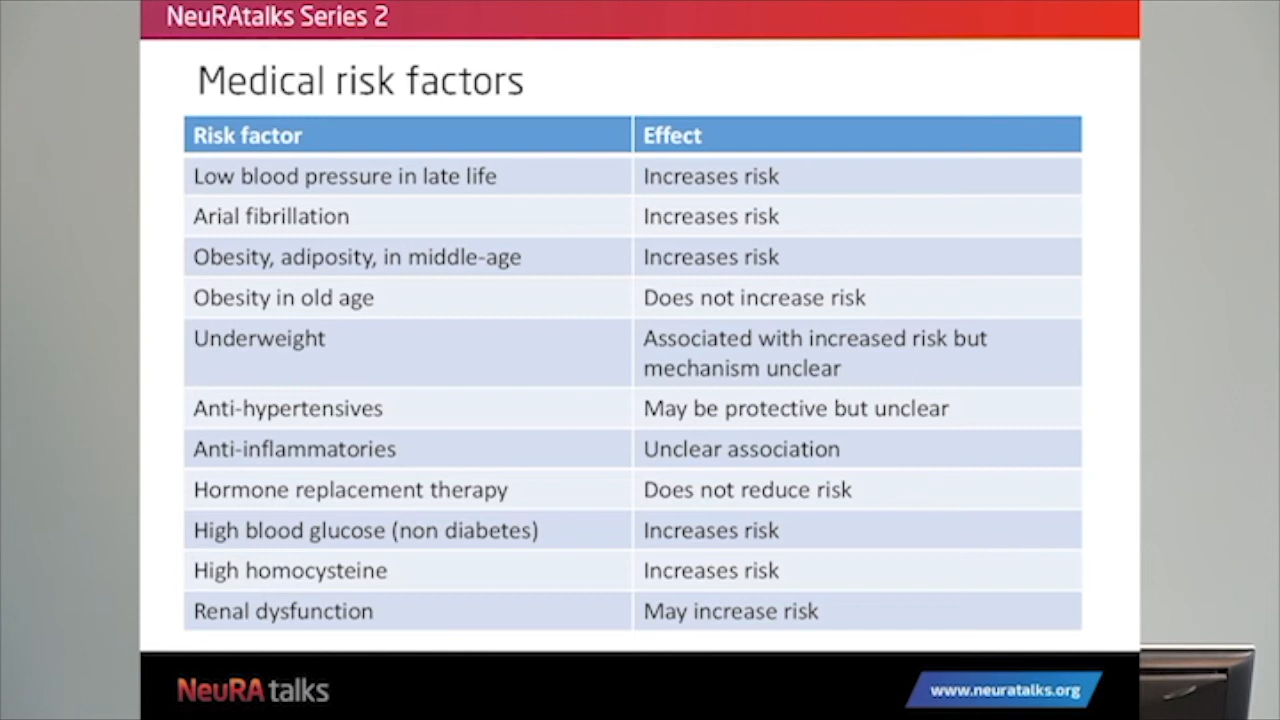 NeuRAtalks Series 2
Medical risk factors
Risk factor Effect
Low blood pressure in late life Increases risk
Arial fibrillation Increases risk
Obesity, adiposity, in middle-age Increases risk
Obesity in old age Does not increase risk
Underweight Associated with increased risk but
mechanism unclear
Anti-hypertensives May be protective but unclear
Anti-inflammatories Unclear association
Hormone replacement therapy Does not reduce risk
High blood glucose (non diabetes) Increases risk
High homocysteine Increases risk
Renal dysfunction May increase risk
NeuRA talks www.neuratalks.org